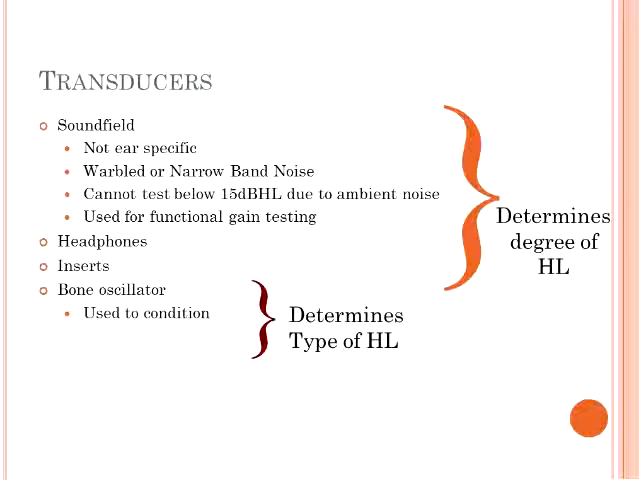 TRANSDUCERS
Soundfield
Not ear specific
Warbled or Narrow Band Noise
Cannot test below 15dBHL due to ambient noise
Used for functional gain testing
Headphones
Inserts
Bone oscillator
Used to condition
Determines
degree of
HL
Determines
Type of HL